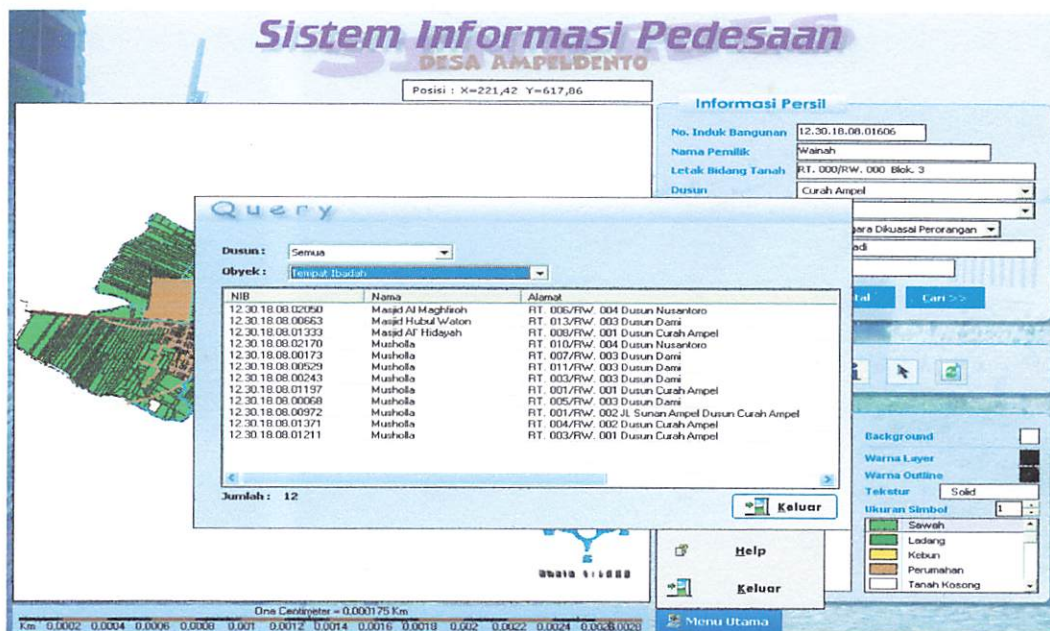 Sistem Informasi Pedesaan
DESA AMPELDENTO
Posisi : X=221,42 Y=617,86
Informasi Persil
No. Induk Bangunan 12.30.18.08.01606
Nama Pemilik Wainah
Letak Bidang Tanah RT. 000/RW. 000 Blok. 3
Dusun Curah Ampel
gara Dikuasai Perorangan
adi
tal Cari >>
Query
Dusun : Semua
Obyek : Tempat Ibadah
NIB Nama Alamat
12.30.18.08.02050 Masjid Al Maghfiroh RT. 006/RW. 004 Dusun Nusantoro
12.30.18.08.00663 Masjid Hubul Waton RT. 013/RW. 003 Dusun Dami
12.30.18.08.01333 Masjid Al' Hidayah RT. 008/RW. 001 Dusun Curah Ampel
12.30.18.08.02170 Musholla RT. 010/RW. 004 Dusun Nusantoro
12.30.18.08.00173 Musholla RT. 007/RW. 003 Dusun Dami
12.30.18.08.00529 Musholla RT. 011/RW. 003 Dusun Dami
12.30.18.08.00243 Musholla RT. 003/RW. 003 Dusun Dami
12.30.18.08.01197 Musholla RT. 001/RW. 001 Dusun Curah Ampel
12.30.18.08.00068 Musholla RT. 005/RW. 003 Dusun Dami
12.30.18.08.00972 Musholla RT. 001/RW. 002 Jl. Sunan Ampel Dusun Curah Ampel
12.30.18.08.01371 Musholla RT. 004/RW. 002 Dusun Curah Ampel
12.30.18.08.01211 Musholla RT. 003/RW. 001 Dusun Curah Ampel
Jumlah : 12
Keluar
Background
Warna Layer
Warna Outline
Tekstur Solid
Ukuran Simbol 1
Sawah
Ladang
Kebun
Perumahan
Tanah Kosong
Help
Keluar
Menu Utama
One Centimeter = 0,000175 Km
Km 0.0002 0.0004 0.0006 0.0008 0.001 0.0012 0.0014 0.0016 0.0018 0.002 0.0022 0.0024 0.0026 0.0028